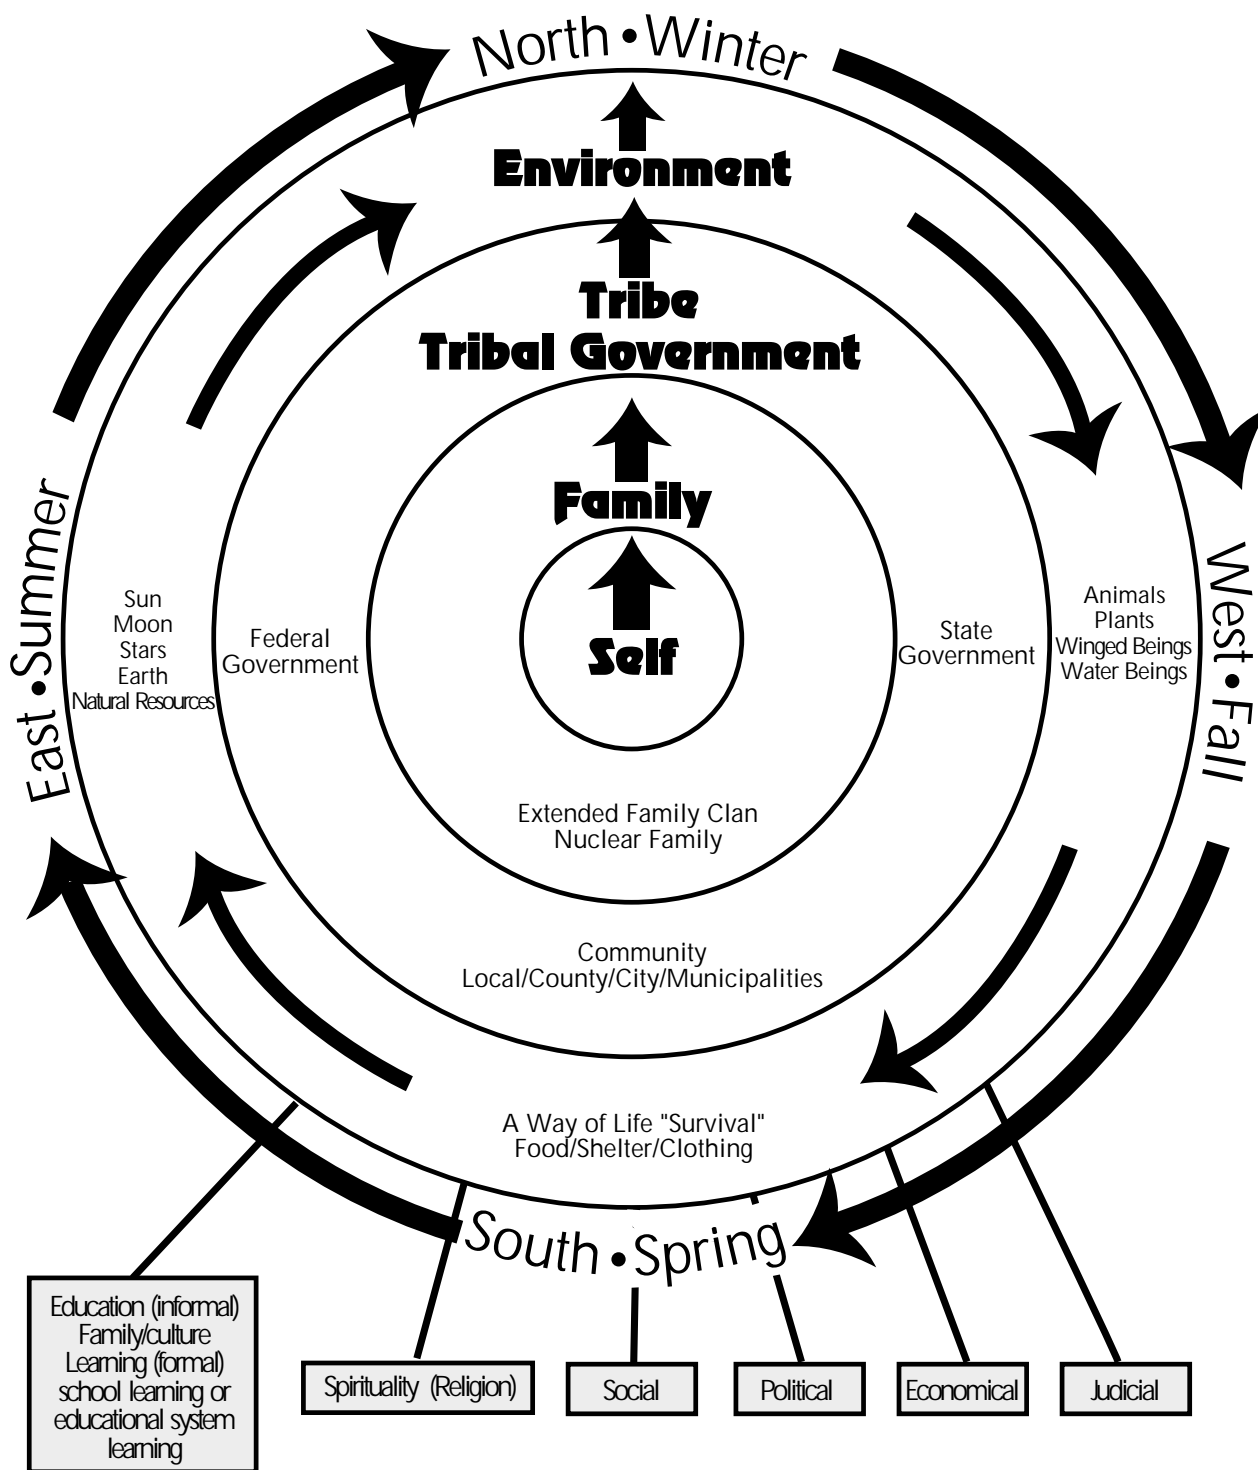 North • Winter
Environment
Tribe
Tribal Government
Family
Self
East • Summer
Sun
Moon
Stars
Earth
Natural Resources
Federal
Government
State
Government
Animals
Plants
Winged Beings
Water Beings
West • Fall
Extended Family Clan
Nuclear Family
Community
Local/County/City/Municipalities
A Way of Life "Survival"
Food/Shelter/Clothing
South • Spring
Education (informal)
Family/culture
Learning (formal)
school learning or
educational system
learning
Spirituality (Religion)
Social
Political
Economical
Judicial